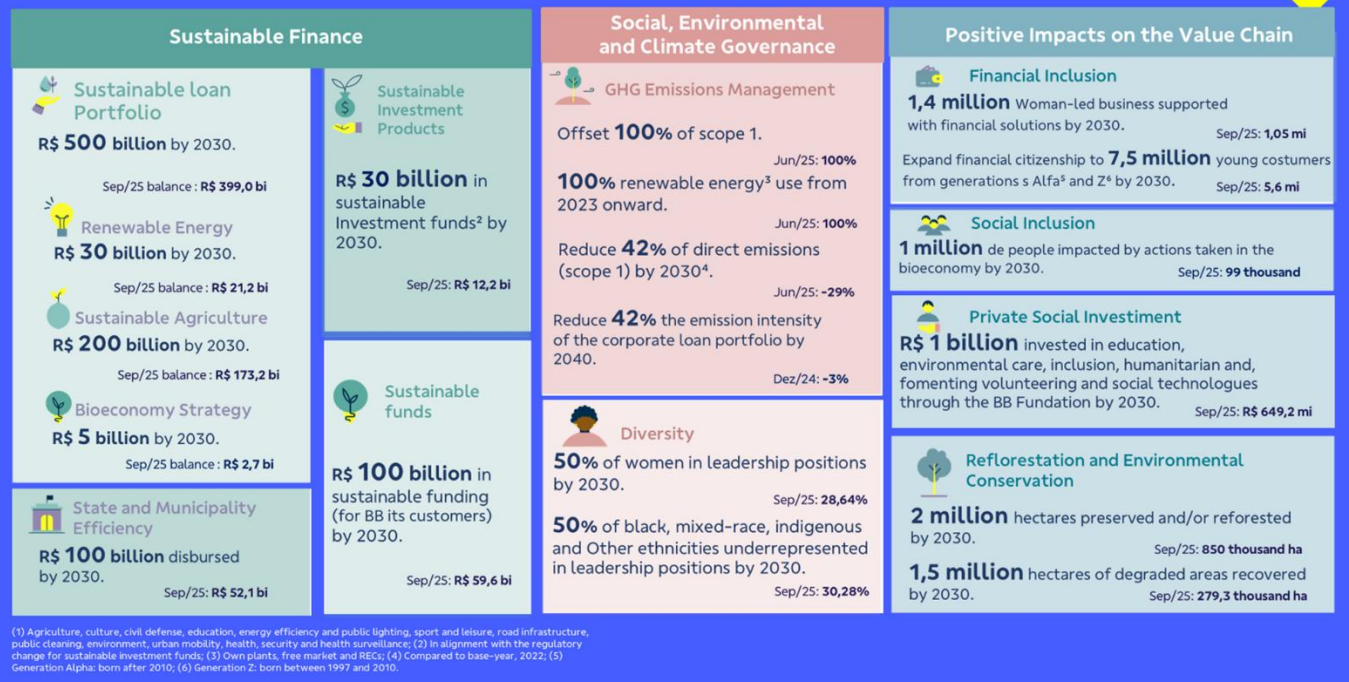 Sustainable Finance
Sustainable loan
Portfolio
R$ 500 billion by 2030.
Sep/25 balance : R$ 399,0 bi
Renewable Energy
R$ 30 billion by 2030.
Sep/25 balance : R$ 21,2 bi
Sustainable Agriculture
R$ 200 billion by 2030.
Sep/25 balance : R$ 173,2 bi
Bioeconomy Strategy
R$ 5 billion by 2030.
Sep/25 balance : R$ 2,7 bi
State and Municipality
Efficiency
R$ 100 billion disbursed
by 2030.
Sep/25: R$ 52,1 bi
Sustainable
Investment
Products
R$ 30 billion in
sustainable
Investment funds² by
2030.
Sep/25: R$ 12,2 bi
Sustainable
funds
R$ 100 billion in
sustainable funding
(for BB its customers)
by 2030.
Sep/25: R$ 59,6 bi
Social, Environmental
and Climate Governance
GHG Emissions Management
Offset 100% of scope 1.
Jun/25: 100%
100% renewable energy³ use from
2023 onward.
Jun/25: 100%
Reduce 42% of direct emissions
(scope 1) by 2030⁴.
Jun/25: -29%
Reduce 42% the emission intensity
of the corporate loan portfolio by
2040.
Dez/24: -3%
Diversity
50% of women in leadership positions
by 2030.
Sep/25: 28,64%
50% of black, mixed-race, indigenous
and Other ethnicities underrepresented
in leadership positions by 2030.
Sep/25: 30,28%
Positive Impacts on the Value Chain
Financial Inclusion
1,4 million Woman-led business supported
with financial solutions by 2030.
Sep/25: 1,05 mi
Expand financial citizenship to 7,5 million young costumers
from generations s Alfa⁵ and Z⁶ by 2030.
Sep/25: 5,6 mi
Social Inclusion
1 million de people impacted by actions taken in the
bioeconomy by 2030.
Sep/25: 99 thousand
Private Social Investiment
R$ 1 billion invested in education,
environmental care, inclusion, humanitarian and,
fomenting volunteering and social technologues
through the BB Fundation by 2030.
Sep/25: R$ 649,2 mi
Reflorestation and Environmental
Conservation
2 million hectares preserved and/or reforested
by 2030.
Sep/25: 850 thousand ha
1,5 million hectares of degraded areas recovered
by 2030.
Sep/25: 279,3 thousand ha
(1) Agriculture, culture, civil defense, education, energy efficiency and public lighting, sport and leisure, road infrastructure,
public cleaning, environment, urban mobility, health, security and health surveillance; (2) In alignment with the regulatory
change for sustainable investment funds; (3) Own plants, free market and RECs; (4) Compared to base-year, 2022; (5)
Generation Alpha: born after 2010; (6) Generation Z: born between 1997 and 2010.